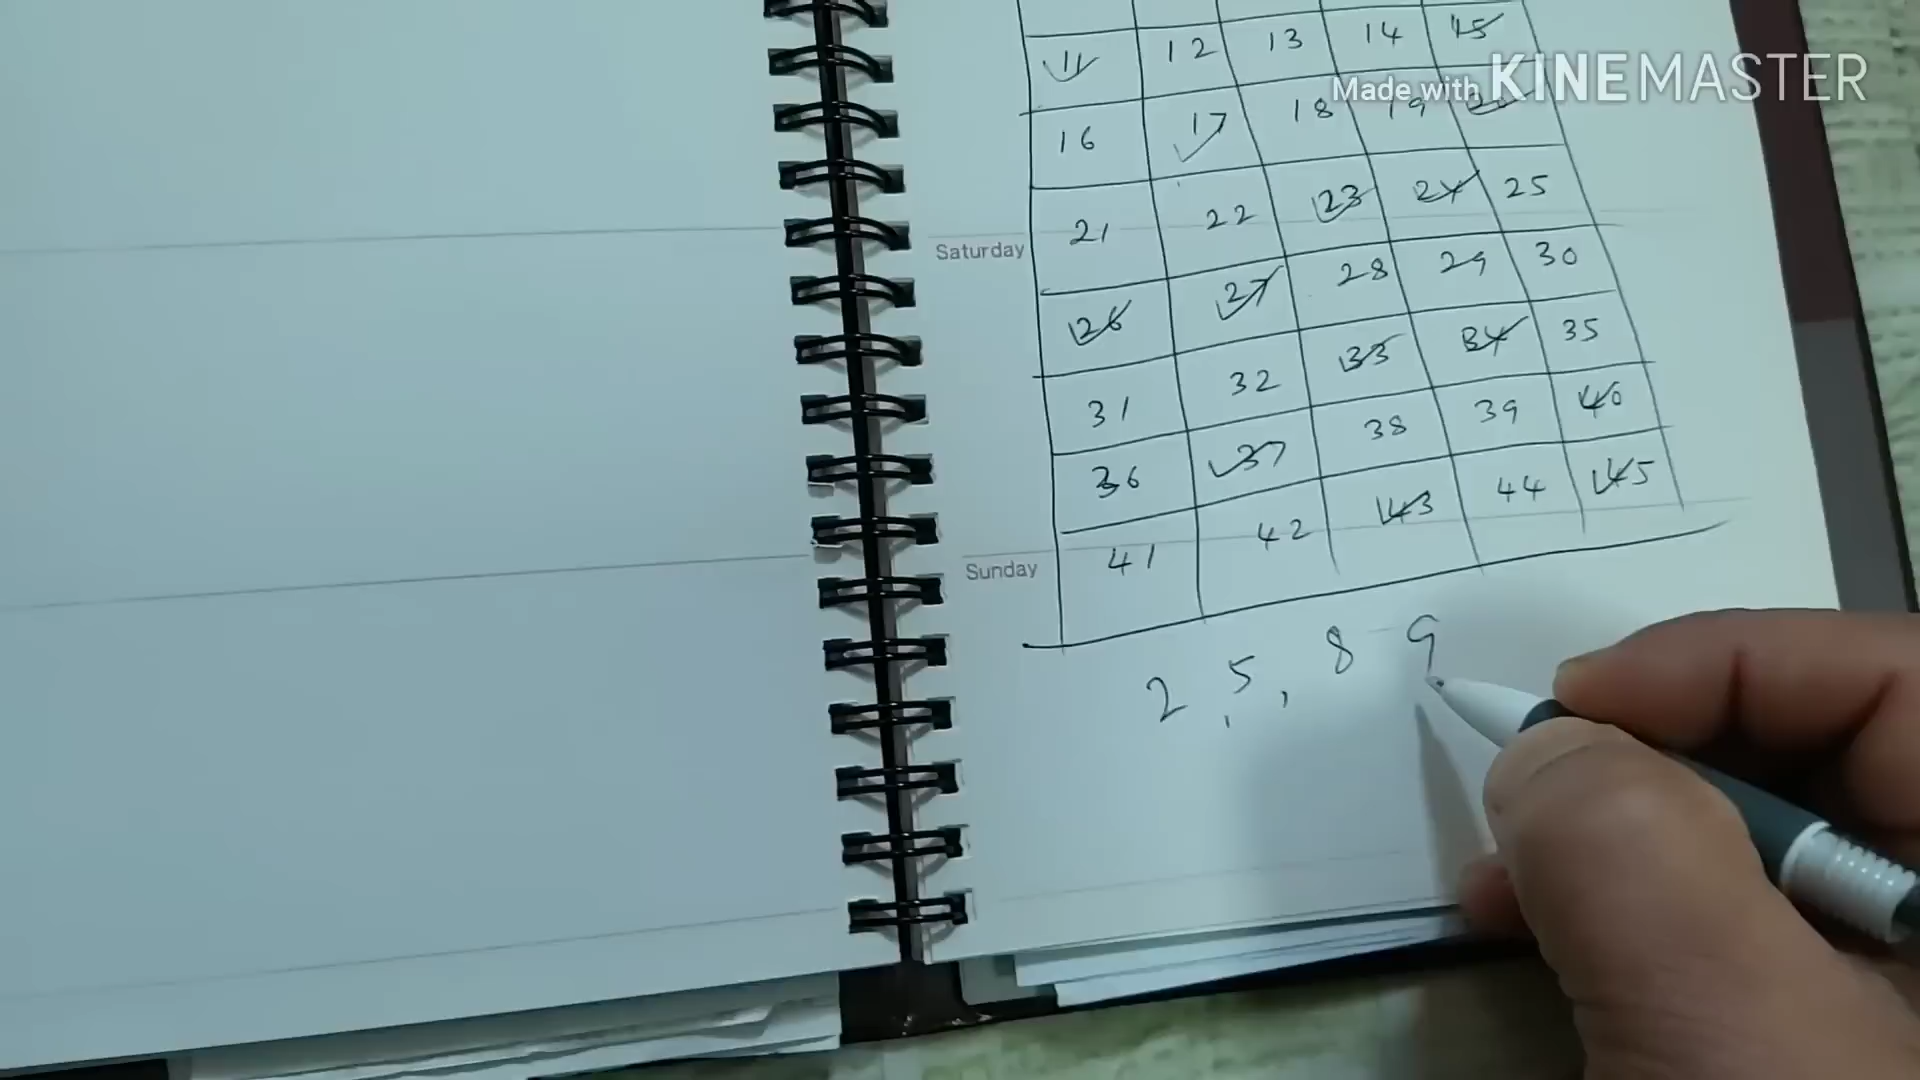 11 12 13 14 15
Made with KINEMASTER
16 17 18 19 20
21 22 23 24 25
Saturday
26 27 28 29 30
31 32 33 34 35
36 37 38 39 40
41 42 43 44 45
Sunday
2, 5, 8 9